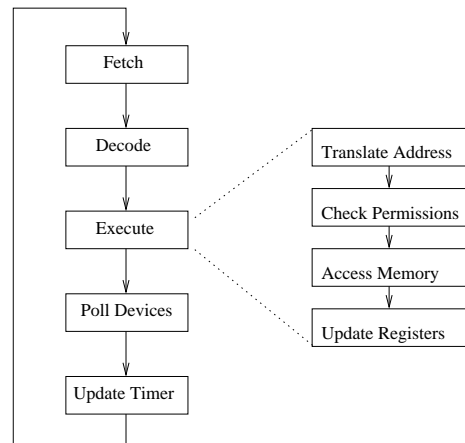 Fetch
Decode
Execute
Poll Devices
Update Timer
Translate Address
Check Permissions
Access Memory
Update Registers